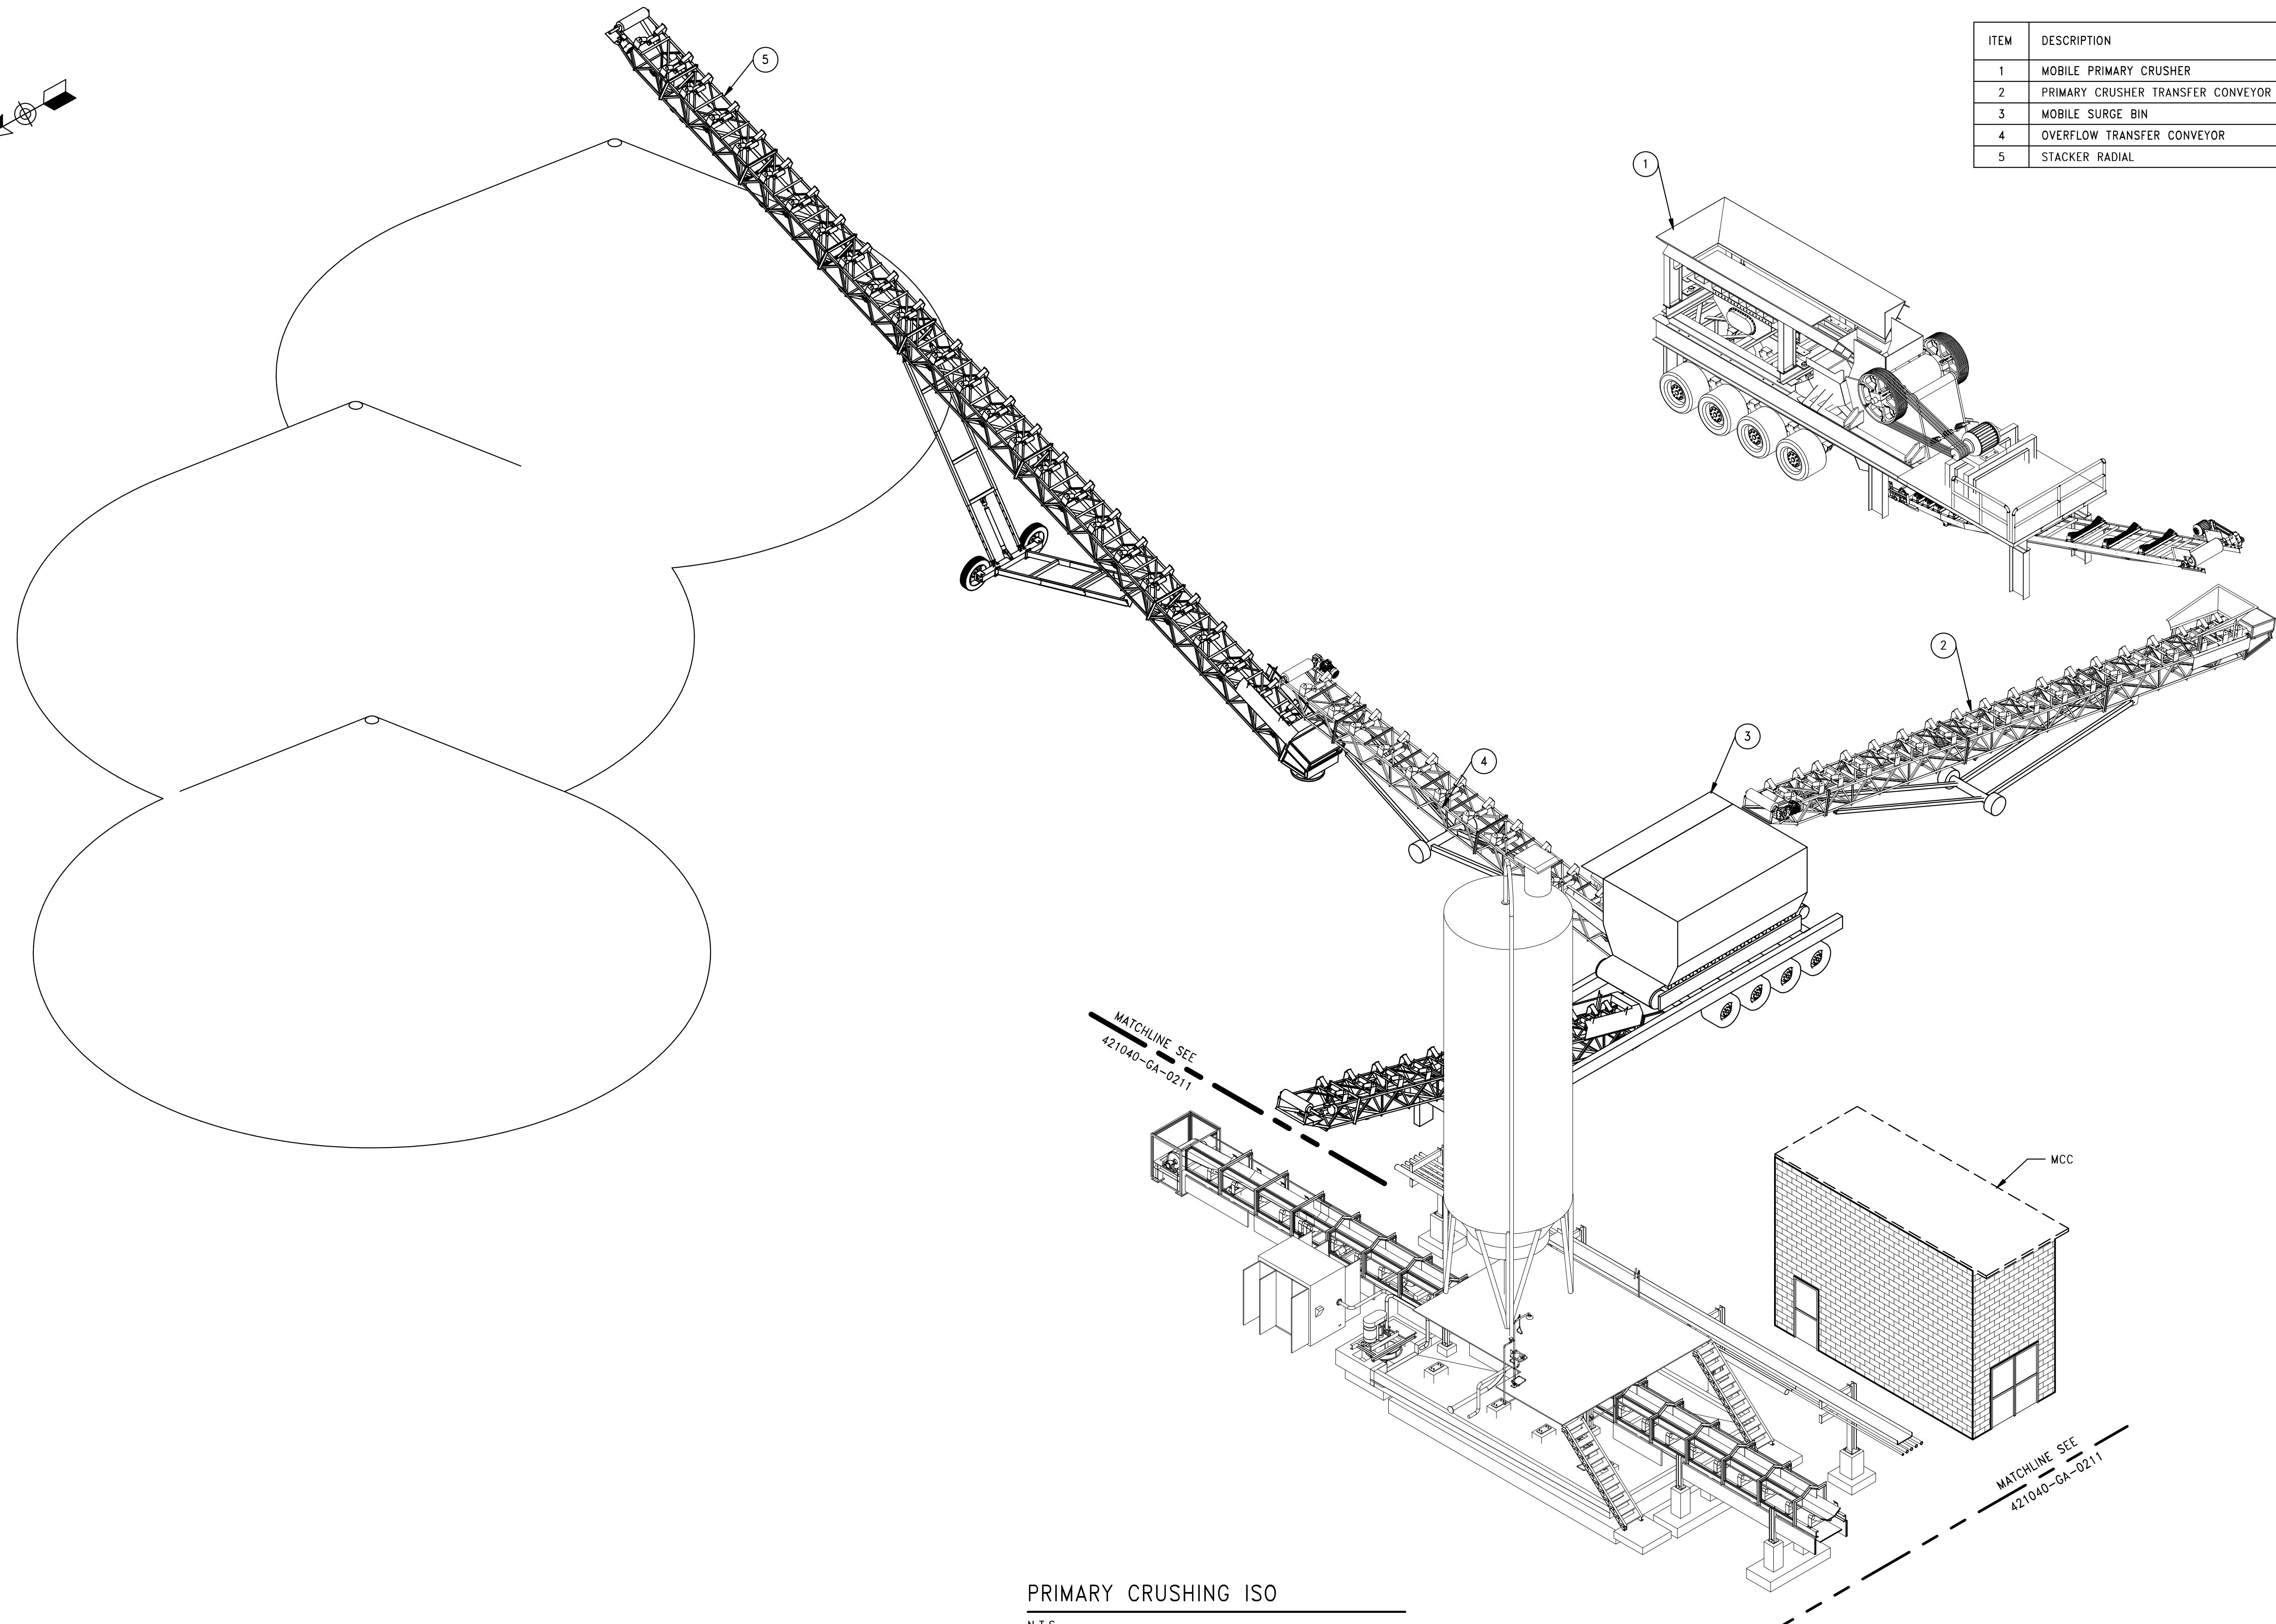 ITEM DESCRIPTION
1 MOBILE PRIMARY CRUSHER
2 PRIMARY CRUSHER TRANSFER CONVEYOR
3 MOBILE SURGE BIN
4 OVERFLOW TRANSFER CONVEYOR
5 STACKER RADIAL
5
1
2
3
4
MATCHLINE SEE
421040-GA-0211
MCC
MATCHLINE SEE
421040-GA-0211
PRIMARY CRUSHING ISO
N.T.S.